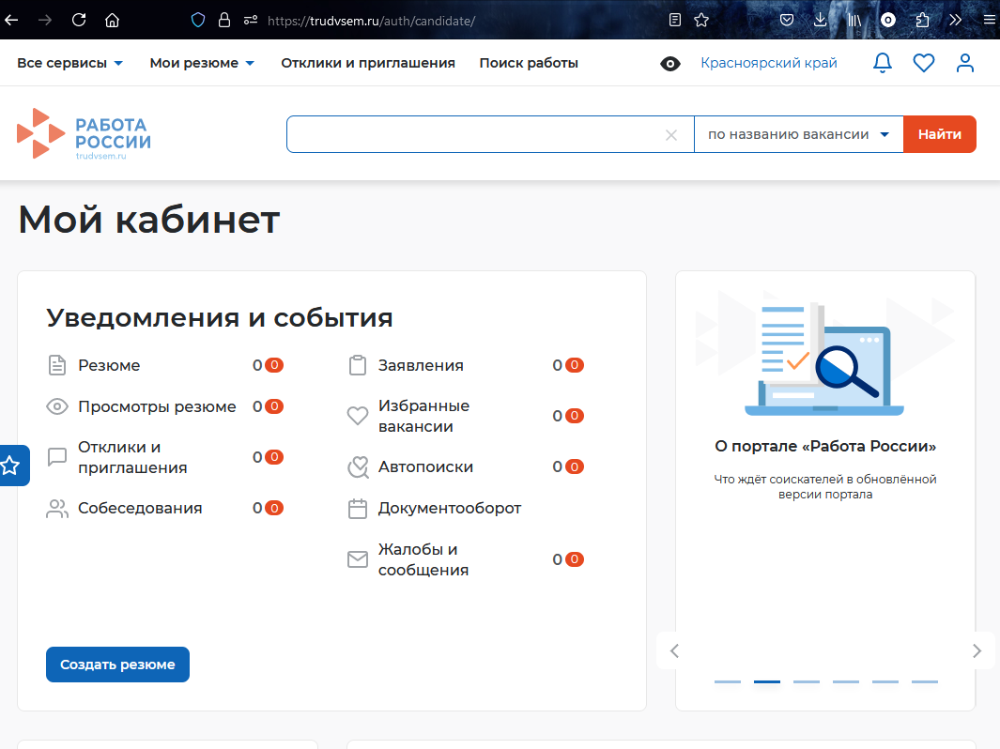 https://trudvsem.ru/auth/candidate/
Все сервисы Мои резюме Отклики и приглашения Поиск работы Красноярский край
РАБОТА
РОССИИ
trudvsem.ru
по названию вакансии Найти
Мой кабинет
Уведомления и события
Резюме 0 0
Просмотры резюме 0 0
Отклики и
приглашения 0 0
Собеседования 0 0
Заявления 0 0
Избранные
вакансии 0 0
Автопоиски 0 0
Документооборот
Жалобы и
сообщения 0 0
Создать резюме
О портале «Работа России»
Что ждёт соискателей в обновлённой
версии портала